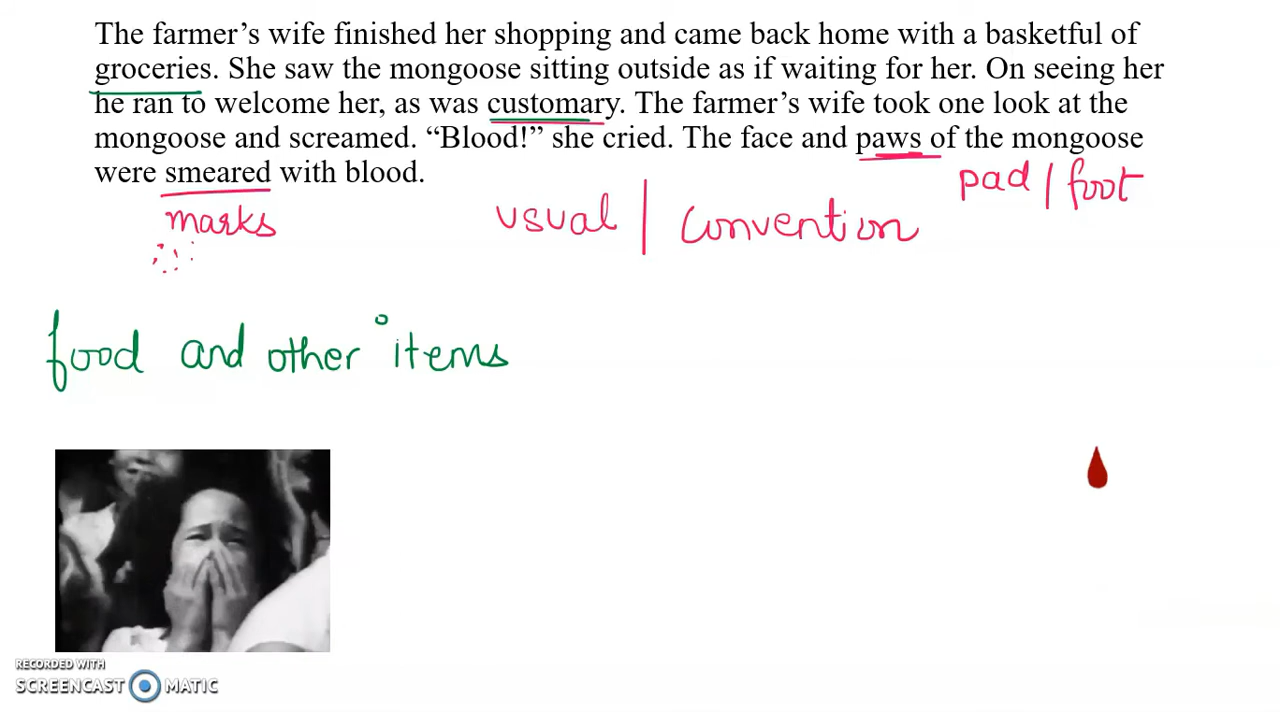 The farmer’s wife finished her shopping and came back home with a basketful of
groceries. She saw the mongoose sitting outside as if waiting for her. On seeing her
he ran to welcome her, as was customary. The farmer’s wife took one look at the
mongoose and screamed. “Blood!” she cried. The face and paws of the mongoose
were smeared with blood.
pad / foot
marks
usual | convention
food and other items
RECORDED WITH
SCREENCAST MATIC